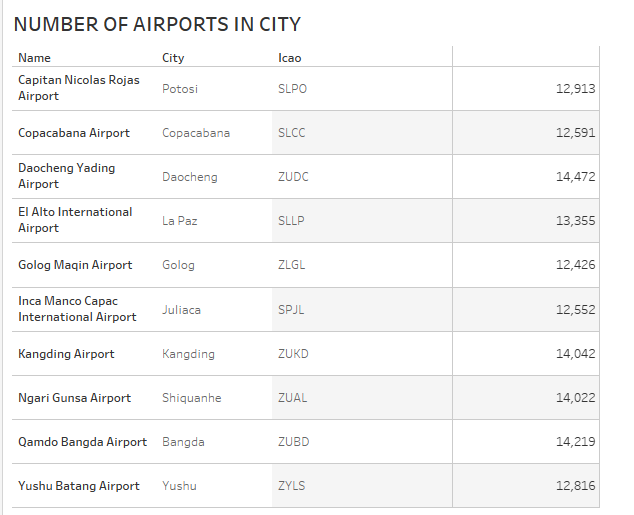 NUMBER OF AIRPORTS IN CITY
Name City Icao
Capitan Nicolas Rojas
Airport Potosi SLPO 12,913
Copacabana Airport Copacabana SLCC 12,591
Daocheng Yading
Airport Daocheng ZUDC 14,472
El Alto International
Airport La Paz SLLP 13,355
Golog Maqin Airport Golog ZLGL 12,426
Inca Manco Capac
International Airport Juliaca SPJL 12,552
Kangding Airport Kangding ZUKD 14,042
Ngari Gunsa Airport Shiquanhe ZUAL 14,022
Qamdo Bangda Airport Bangda ZUBD 14,219
Yushu Batang Airport Yushu ZYLS 12,816